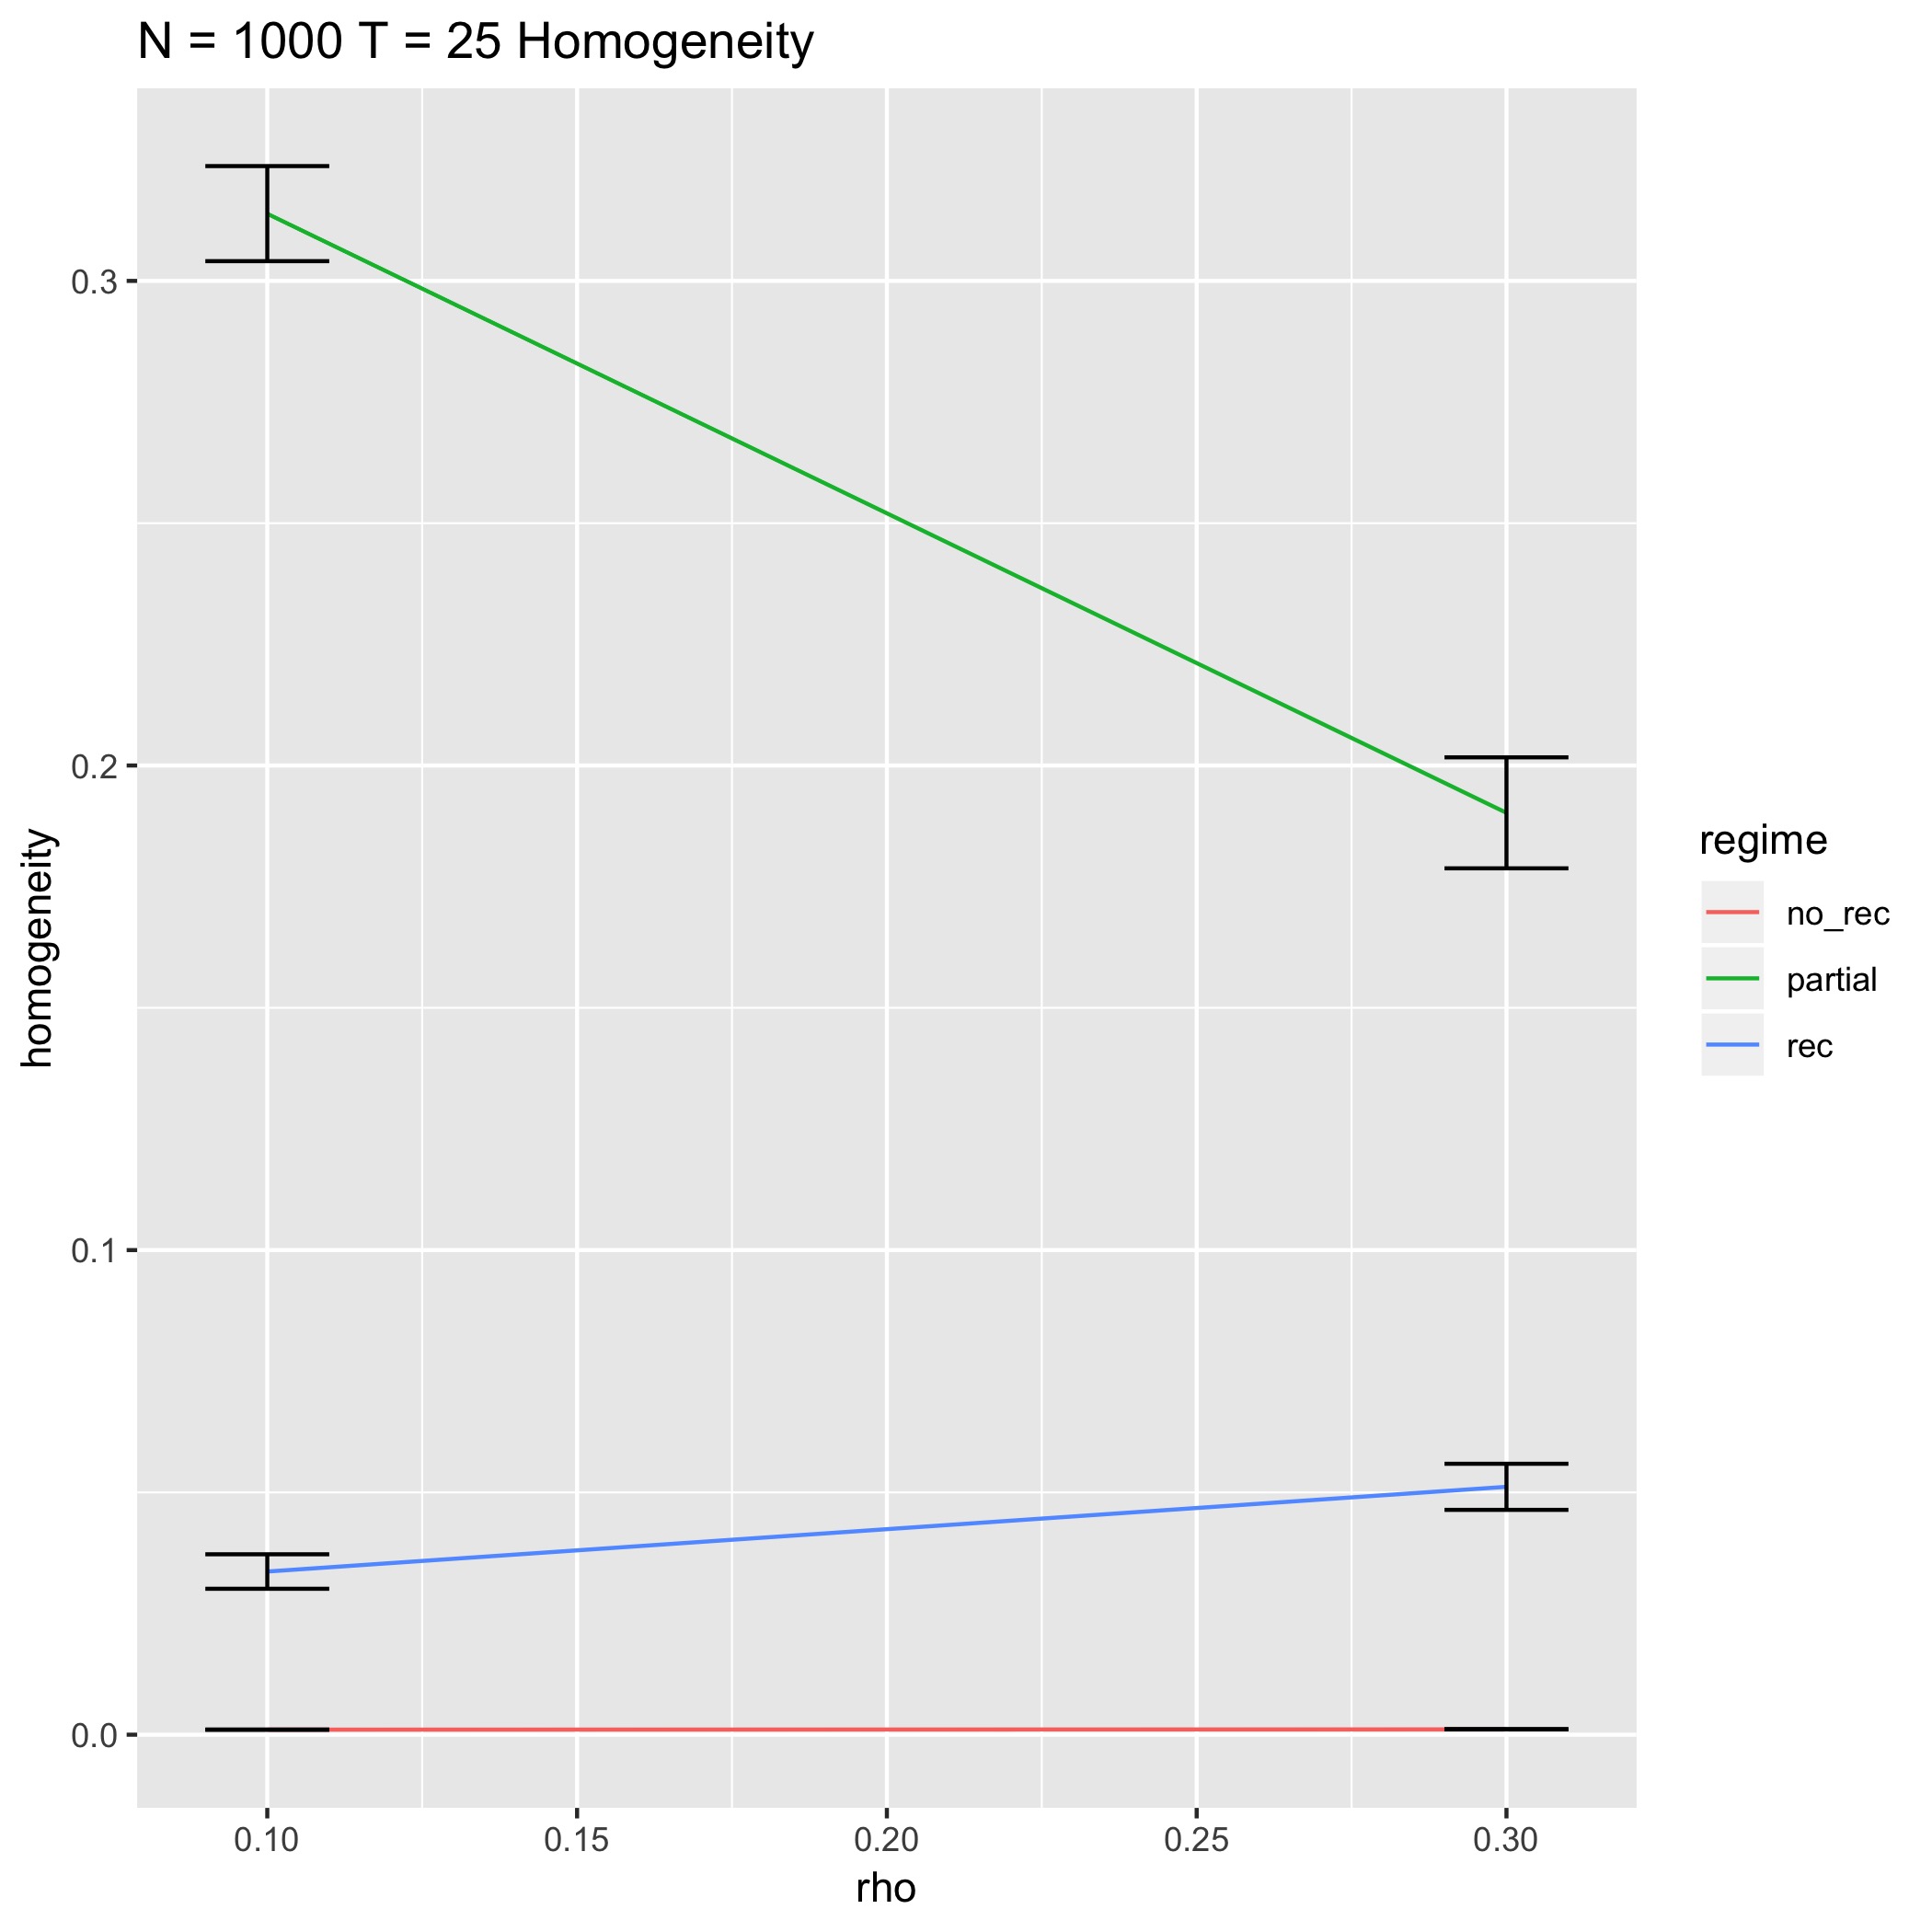 N = 1000 T = 25 Homogeneity
homogeneity
0.3
0.2
0.1
0.0
0.10 0.15 0.20 0.25 0.30
rho
regime
no_rec
partial
rec